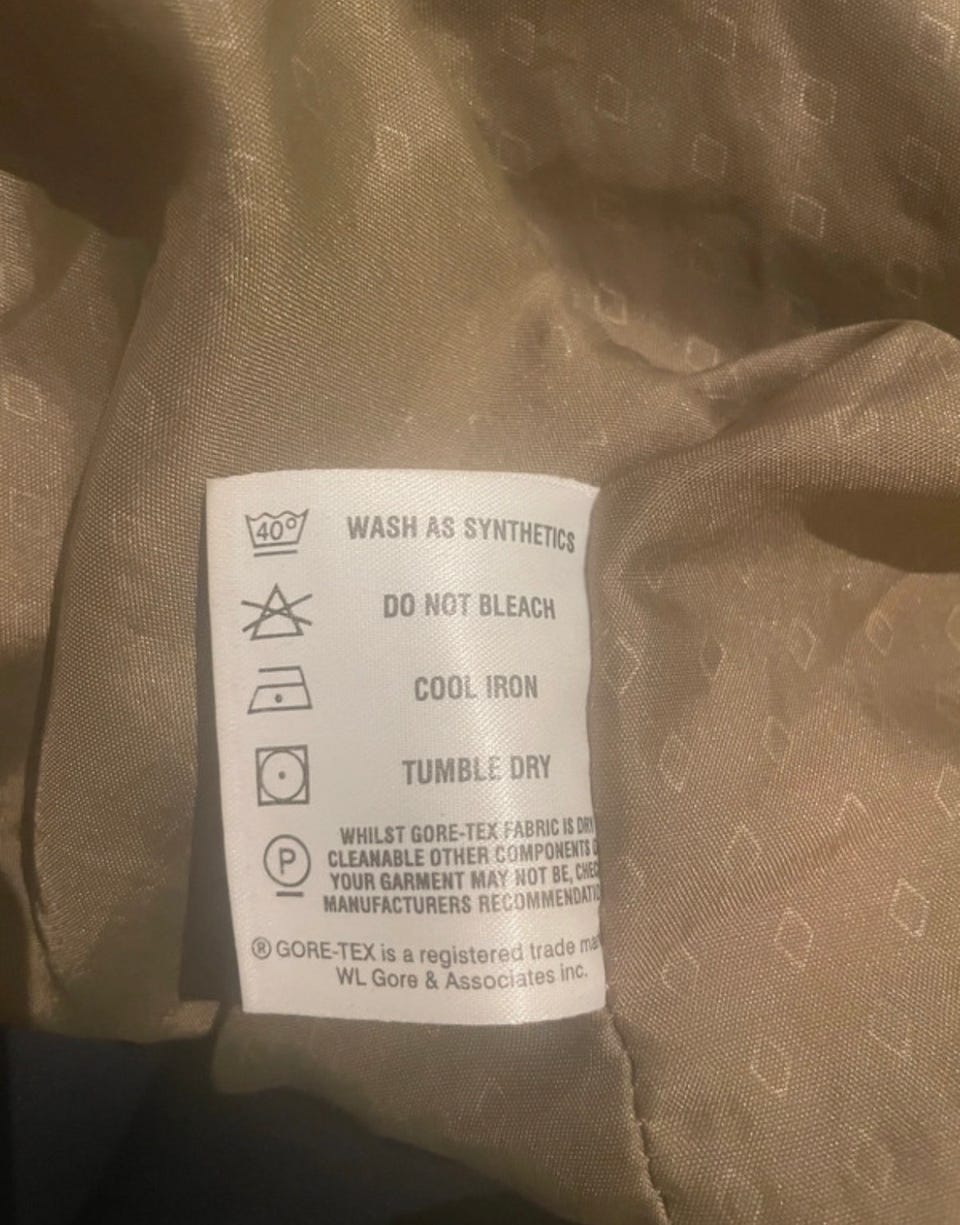 40° WASH AS SYNTHETICS
DO NOT BLEACH
COOL IRON
TUMBLE DRY
WHILST GORE-TEX FABRIC IS DRY
P CLEANABLE OTHER COMPONENTS
YOUR GARMENT MAY NOT BE,
MANUFACTURERS
® GORE-TEX is a registered trade
WL Gore & Associates inc.